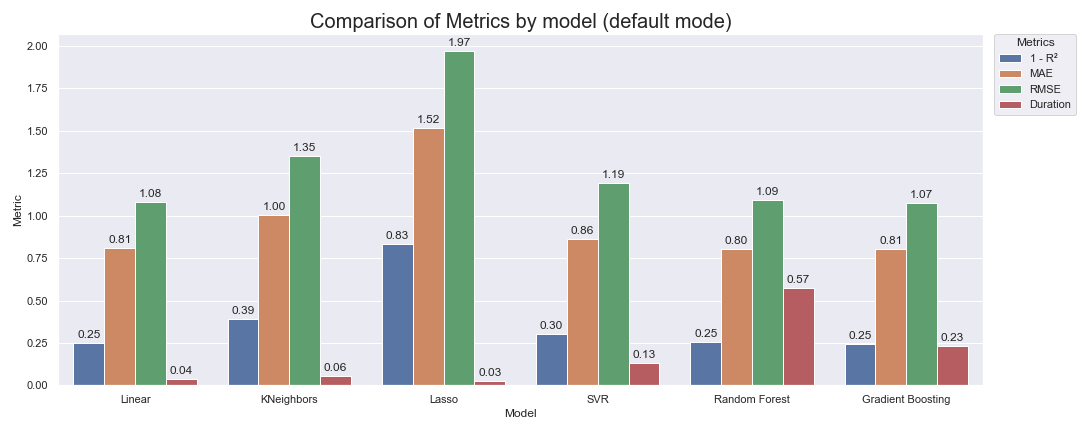 Comparison of Metrics by model (default mode)
Metrics
1 - R²
MAE
RMSE
Duration
Metric
2.00
1.75
1.50
1.25
1.00
0.75
0.50
0.25
0.00
0.25 0.81 1.08 0.04
0.39 1.00 1.35 0.06
0.83 1.52 1.97 0.03
0.30 0.86 1.19 0.13
0.25 0.80 1.09 0.57
0.25 0.81 1.07 0.23
Linear KNeighbors Lasso SVR Random Forest Gradient Boosting
Model